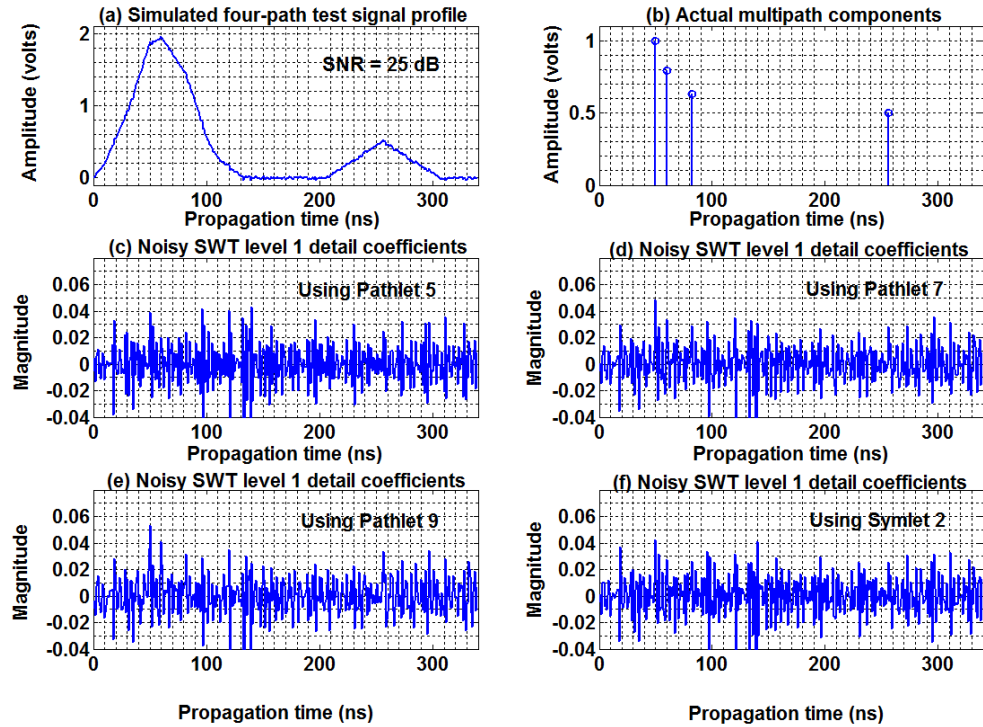 (a) Simulated four-path test signal profile
Amplitude (volts)
2
1
0
SNR = 25 dB
0
100
200
300
Propagation time (ns)
(b) Actual multipath components
Amplitude (volts)
1
0.5
0
0
100
200
300
Propagation time (ns)
(c) Noisy SWT level 1 detail coefficients
Magnitude
0.06
0.04
0.02
0
-0.02
-0.04
Using Pathlet 5
0
100
200
300
Propagation time (ns)
(d) Noisy SWT level 1 detail coefficients
Magnitude
0.06
0.04
0.02
0
-0.02
-0.04
Using Pathlet 7
0
100
200
300
Propagation time (ns)
(e) Noisy SWT level 1 detail coefficients
Magnitude
0.06
0.04
0.02
0
-0.02
-0.04
Using Pathlet 9
0
100
200
300
Propagation time (ns)
(f) Noisy SWT level 1 detail coefficients
Magnitude
0.06
0.04
0.02
0
-0.02
-0.04
Using Symlet 2
0
100
200
300
Propagation time (ns)